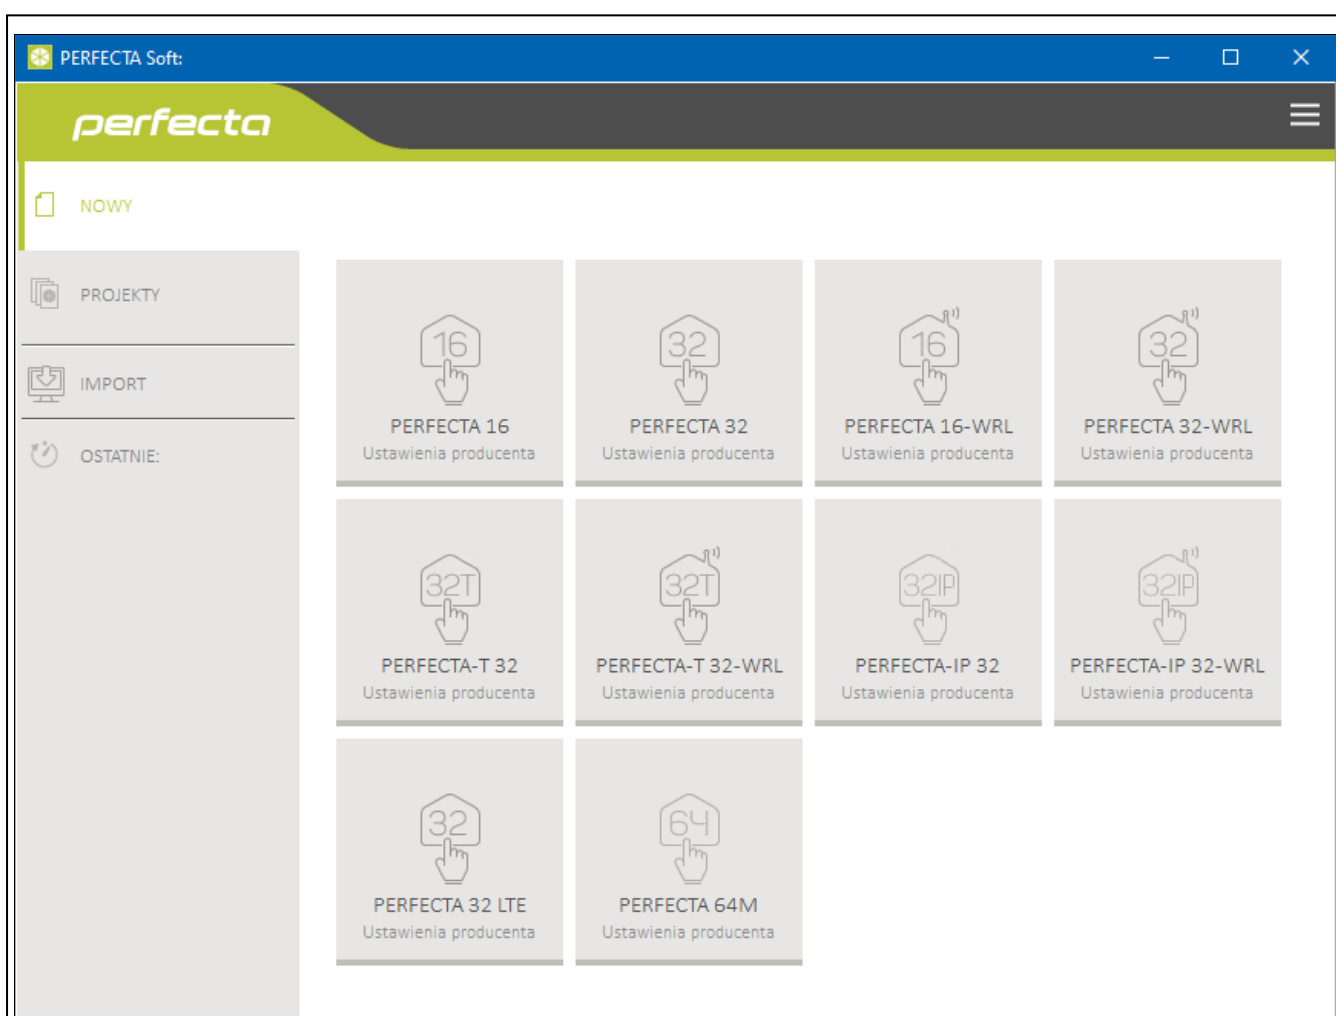 PERFECTA Soft:
perfecta
NOWY
PROJEKTY
IMPORT
OSTATNIE:
16
PERFECTA 16
Ustawienia producenta
32
PERFECTA 32
Ustawienia producenta
16
PERFECTA 16-WRL
Ustawienia producenta
32
PERFECTA 32-WRL
Ustawienia producenta
32T
PERFECTA-T 32
Ustawienia producenta
32T
PERFECTA-T 32-WRL
Ustawienia producenta
32IP
PERFECTA-IP 32
Ustawienia producenta
32IP
PERFECTA-IP 32-WRL
Ustawienia producenta
32
PERFECTA 32 LTE
Ustawienia producenta
64
PERFECTA 64M
Ustawienia producenta